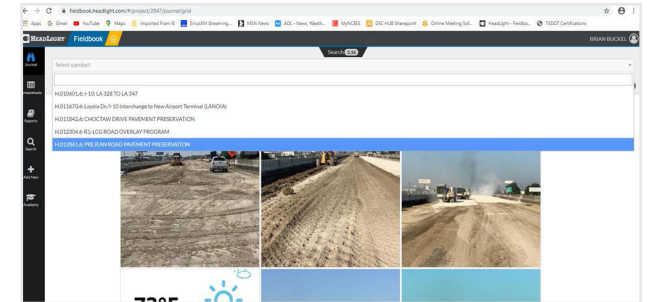 fieldbook.headlight.com/#/project/2847/journal/grid
Apps Gmail YouTube Maps Imported From IE SiriusXM Streaming... MSN News AOL - News, Weath... MyNCEES GEC HUB Sharepoint Online Meeting Sof... HeadLight - Fieldbo... TXDOT Certifications
HEADLIGHT Fieldbook BRIAN BUCKEL
Search
Journal
Select a project
H.010601.6: I-10: LA 328 TO LA 347
H.011670.6: Loyola Dr./I-10 Interchange to New Airport Terminal (LANOIA)
Reports
H.011842.6: CHOCTAW DRIVE PAVEMENT PRESERVATION
H.012304.6 R1: LCG ROAD OVERLAY PROGRAM
Search
H.012861.6: PREJEAN ROAD PAVEMENT PRESERVATION
Add New
Academy